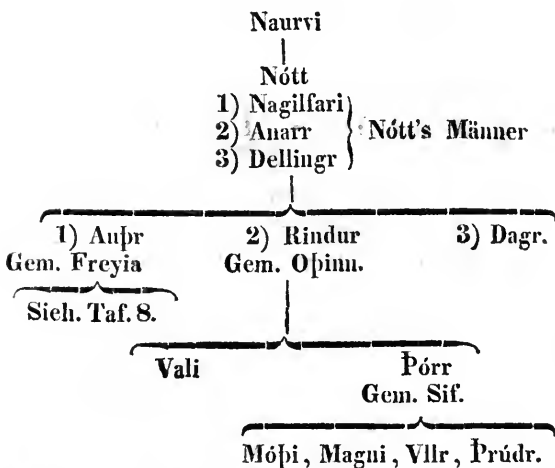 Naurvi
Nótt
1) Nagilfari
2) Anarr
3) Dellingr
Nótt's Männer
1) Auþr 2) Rindur 3) Dagr.
Gem. Freyia Gem. Oþinn.
Sieh. Taf. 8.
Vali Þórr
Gem. Sif.
Móþi, Magni, Vllr, Þrúdr.